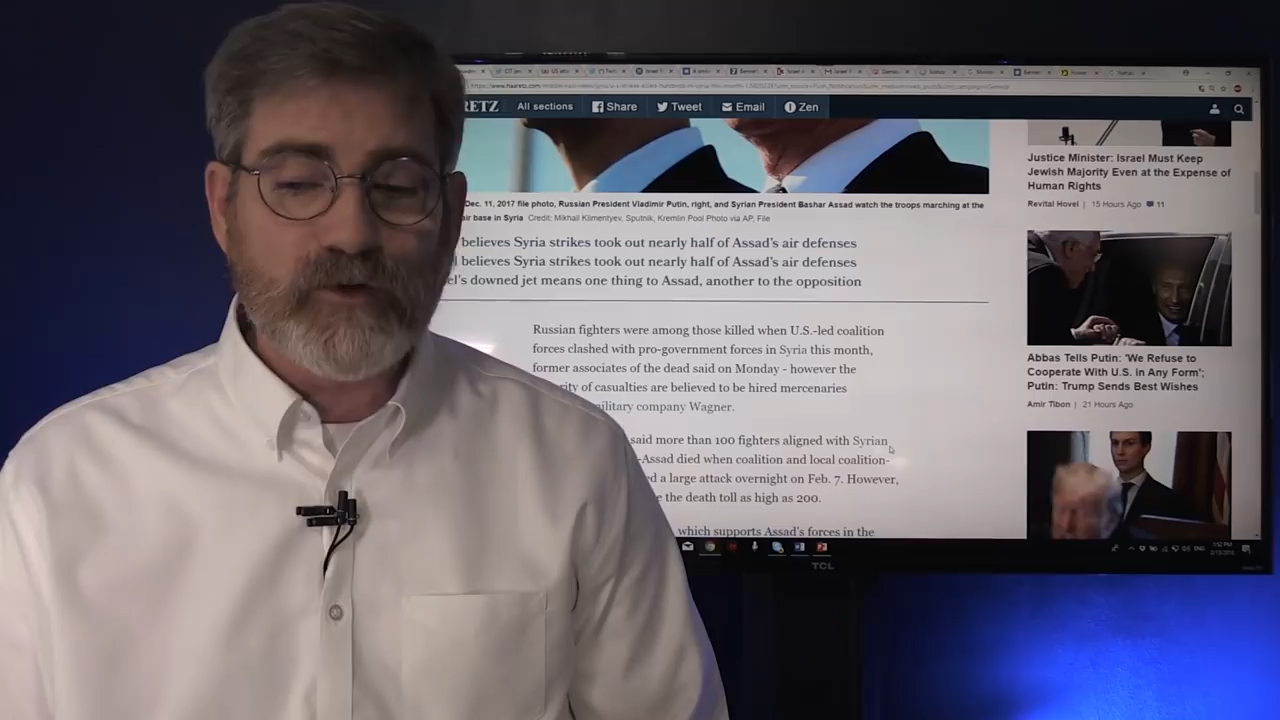 RETZ All sections Share Tweet Email Zen
Dec. 11, 2017 file photo, Russian President Vladimir Putin, right, and Syrian President Bashar Assad watch the troops marching at the
air base in Syria Credit: Mikhail Klimentyev, Sputnik, Kremlin Pool Photo via AP, File
believes Syria strikes took out nearly half of Assad's air defenses
believes Syria strikes took out nearly half of Assad's air defenses
el's downed jet means one thing to Assad, another to the opposition
Russian fighters were among those killed when U.S.-led coalition
forces clashed with pro-government forces in Syria this month,
former associates of the dead said on Monday - however the
rity of casualties are believed to be hired mercenaries
military company Wagner.
said more than 100 fighters aligned with Syrian
-Assad died when coalition and local coalition-
ed a large attack overnight on Feb. 7. However,
e the death toll as high as 200.
which supports Assad's forces in the
Justice Minister: Israel Must Keep
Jewish Majority Even at the Expense of
Human Rights
Revital Hovel | 15 Hours Ago 11
Abbas Tells Putin: 'We Refuse to
Cooperate With U.S. in Any Form';
Putin: Trump Sends Best Wishes
Amir Tibon | 21 Hours Ago
TCL